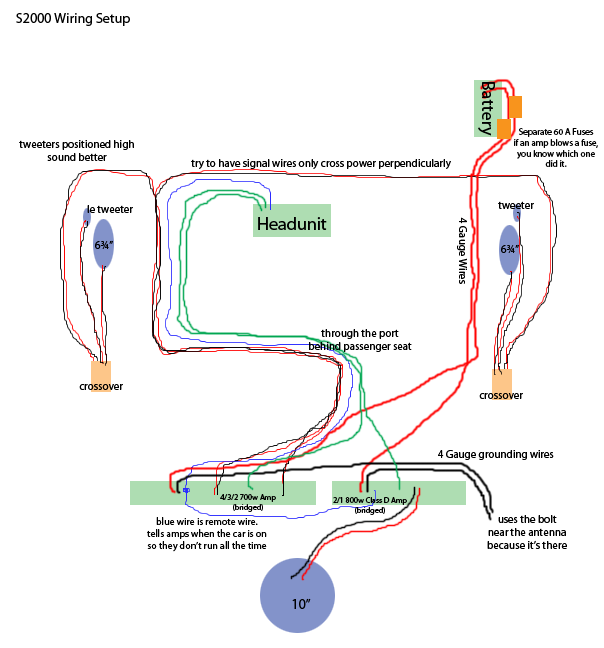 S2000 Wiring Setup
Battery
Separate 60 A Fuses
if an amp blows a fuse,
you know which one
did it.
tweeters positioned high
sound better
try to have signal wires only cross power perpendicularly
le tweeter
6¾"
Headunit
4 Gauge Wires
tweeter
6¾"
through the port
behind passenger seat
crossover
crossover
4 Gauge grounding wires
4/3/2 700w Amp
(bridged)
2/1 800w Class D Amp
(bridged)
blue wire is remote wire.
tells amps when the car is on
so they don't run all the time
uses the bolt
near the antenna
because it's there
10"